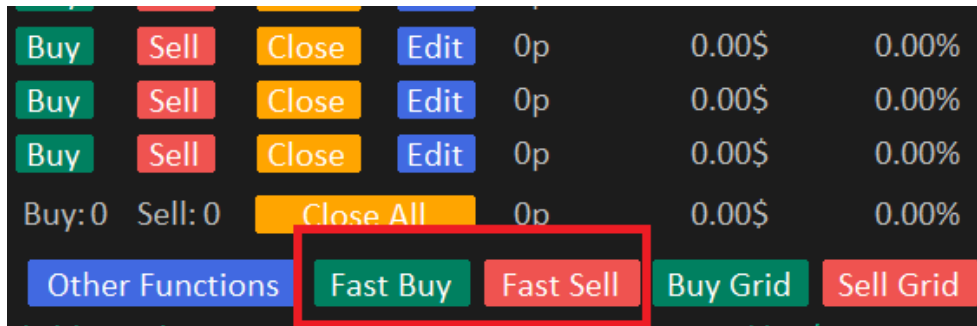 Buy Sell Close Edit 0p 0.00$ 0.00%
Buy Sell Close Edit 0p 0.00$ 0.00%
Buy Sell Close Edit 0p 0.00$ 0.00%
Buy: 0 Sell: 0 Close All 0p 0.00$ 0.00%
Other Functions Fast Buy Fast Sell Buy Grid Sell Grid